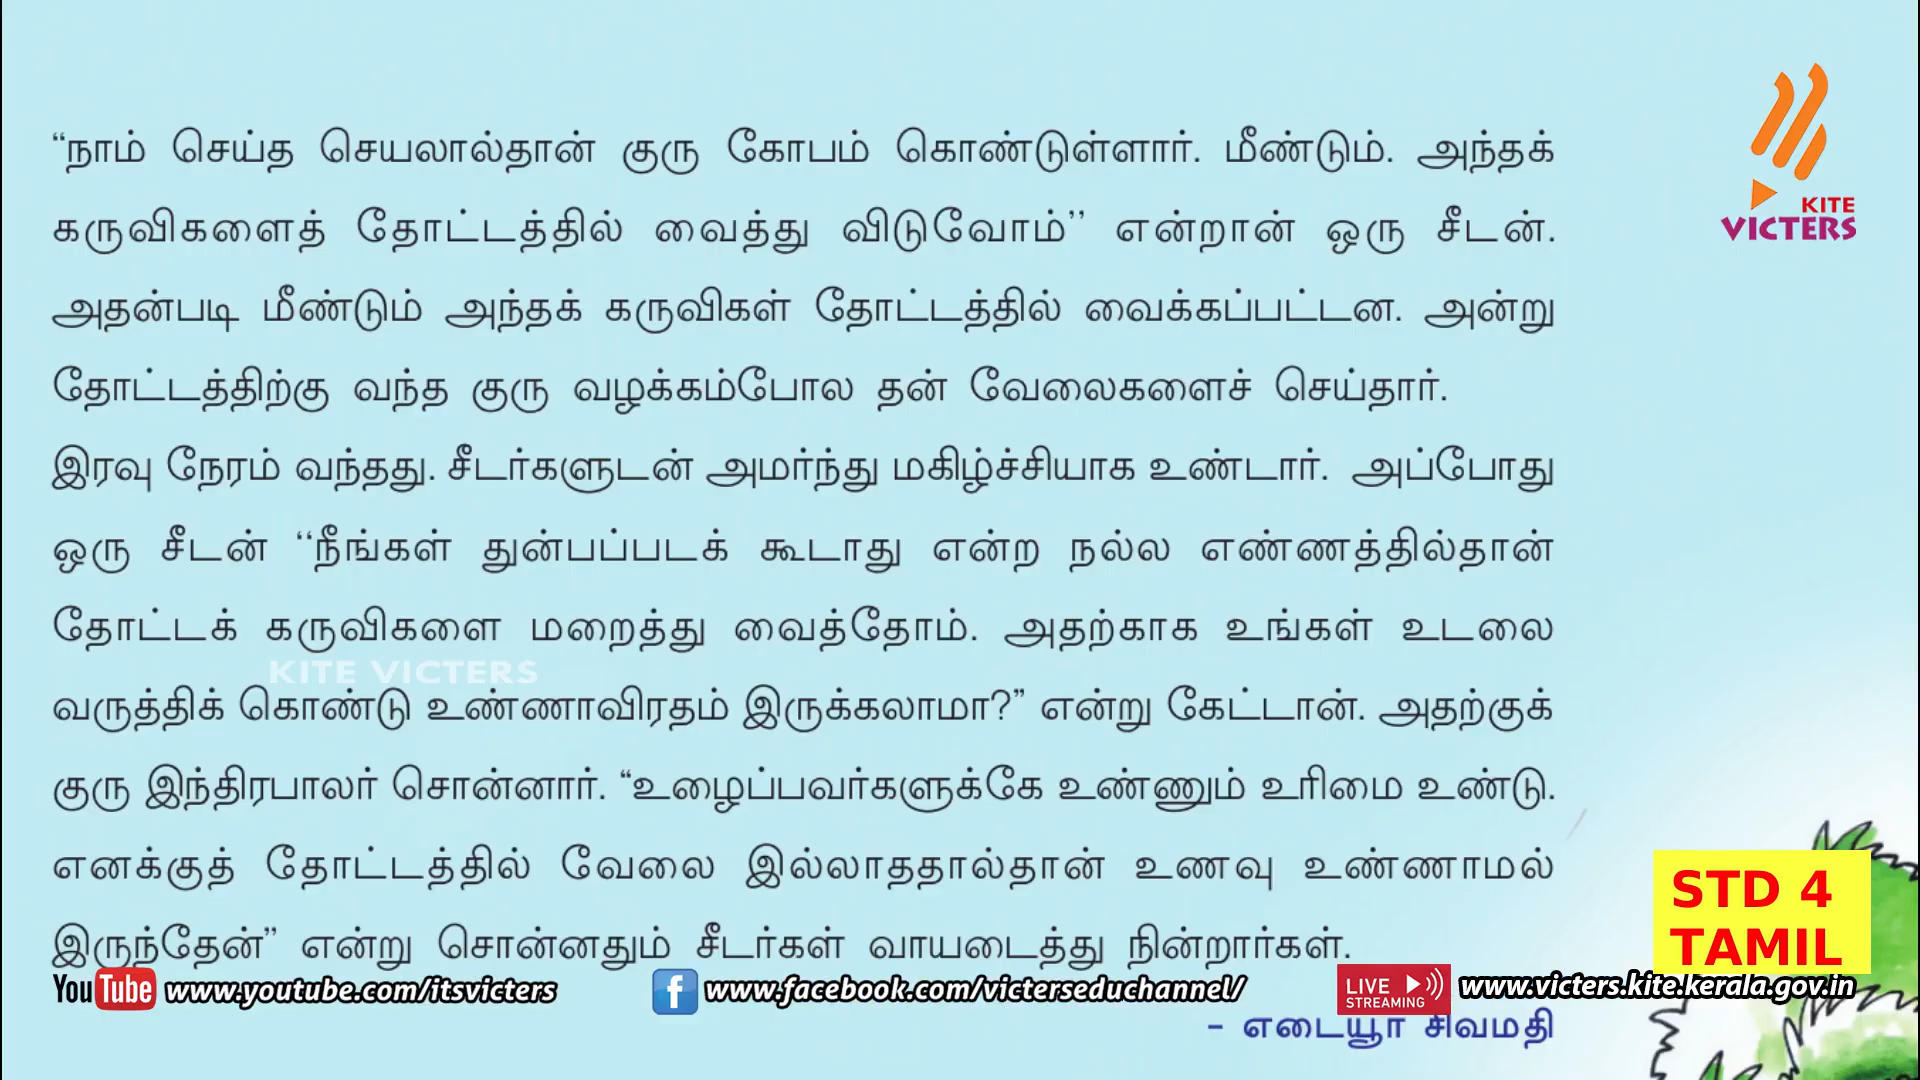 “நாம் செய்த செயலால்தான் குரு கோபம் கொண்டுள்ளார். மீண்டும். அந்தக்
கருவிகளைத் தோட்டத்தில் வைத்து விடுவோம்’’ என்றான் ஒரு சீடன்.
அதன்படி மீண்டும் அந்தக் கருவிகள் தோட்டத்தில் வைக்கப்பட்டன. அன்று
தோட்டத்திற்கு வந்த குரு வழக்கம்போல தன் வேலைகளைச் செய்தார்.
இரவு நேரம் வந்தது. சீடர்களுடன் அமர்ந்து மகிழ்ச்சியாக உண்டார். அப்போது
ஒரு சீடன் ‘‘நீங்கள் துன்பப்படக் கூடாது என்ற நல்ல எண்ணத்தில்தான்
தோட்டக் கருவிகளை மறைத்து வைத்தோம். அதற்காக உங்கள் உடலை
வருத்திக் கொண்டு உண்ணாவிரதம் இருக்கலாமா?” என்று கேட்டான். அதற்குக்
குரு இந்திரபாலர் சொன்னார். “உழைப்பவர்களுக்கே உண்ணும் உரிமை உண்டு.
எனக்குத் தோட்டத்தில் வேலை இல்லாததால்தான் உணவு உண்ணாமல்
இருந்தேன்” என்று சொன்னதும் சீடர்கள் வாயடைத்து நின்றார்கள்.
- எடையூர் சிவமதி
KITE
VICTERS
KITE VICTERS
STD 4
TAMIL
YouTube www.youtube.com/itsvicters
f www.facebook.com/victerseduchannel/
LIVE
STREAMING
www.victers.kite.kerala.gov.in